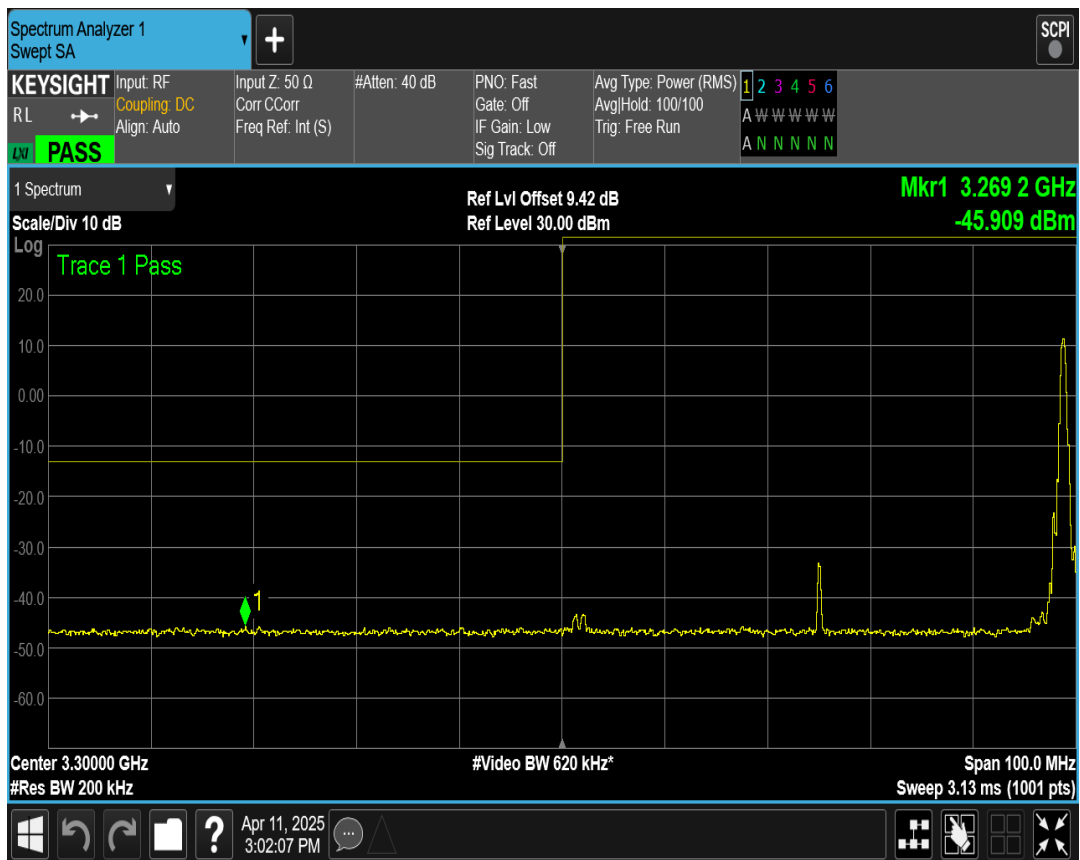 Spectrum Analyzer 1
Swept SA
+
SCPI
KEYSIGHT
RL
LXI PASS
Input: RF
Coupling: DC
Align: Auto
Input Z: 50 Ω
Corr CCorr
Freq Ref: Int (S)
#Atten: 40 dB
PNO: Fast
Gate: Off
IF Gain: Low
Sig Track: Off
Avg Type: Power (RMS)
Avg|Hold: 100/100
Trig: Free Run
1 2 3 4 5 6
A W W W W W
A N N N N N
1 Spectrum
Scale/Div 10 dB
Ref Lvl Offset 9.42 dB
Ref Level 30.00 dBm
Mkr1 3.269 2 GHz
-45.909 dBm
Log
Trace 1 Pass
20.0
10.0
0.00
-10.0
-20.0
-30.0
-40.0
1
-50.0
-60.0
Center 3.30000 GHz
#Res BW 200 kHz
#Video BW 620 kHz*
Span 100.0 MHz
Sweep 3.13 ms (1001 pts)
?
Apr 11, 2025
3:02:07 PM